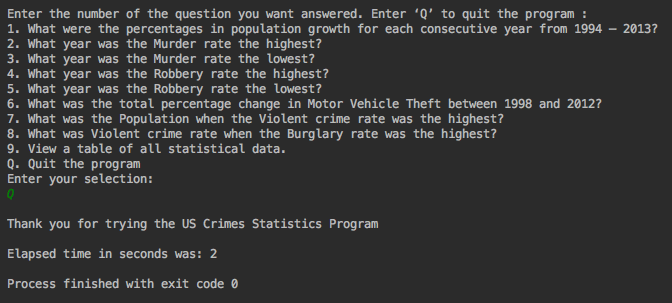 Enter the number of the question you want answered. Enter ‘Q’ to quit the program :
1. What were the percentages in population growth for each consecutive year from 1994 – 2013?
2. What year was the Murder rate the highest?
3. What year was the Murder rate the lowest?
4. What year was the Robbery rate the highest?
5. What year was the Robbery rate the lowest?
6. What was the total percentage change in Motor Vehicle Theft between 1998 and 2012?
7. What was the Population when the Violent crime rate was the highest?
8. What was Violent crime rate when the Burglary rate was the highest?
9. View a table of all statistical data.
Q. Quit the program
Enter your selection:
Q
Thank you for trying the US Crimes Statistics Program
Elapsed time in seconds was: 2
Process finished with exit code 0